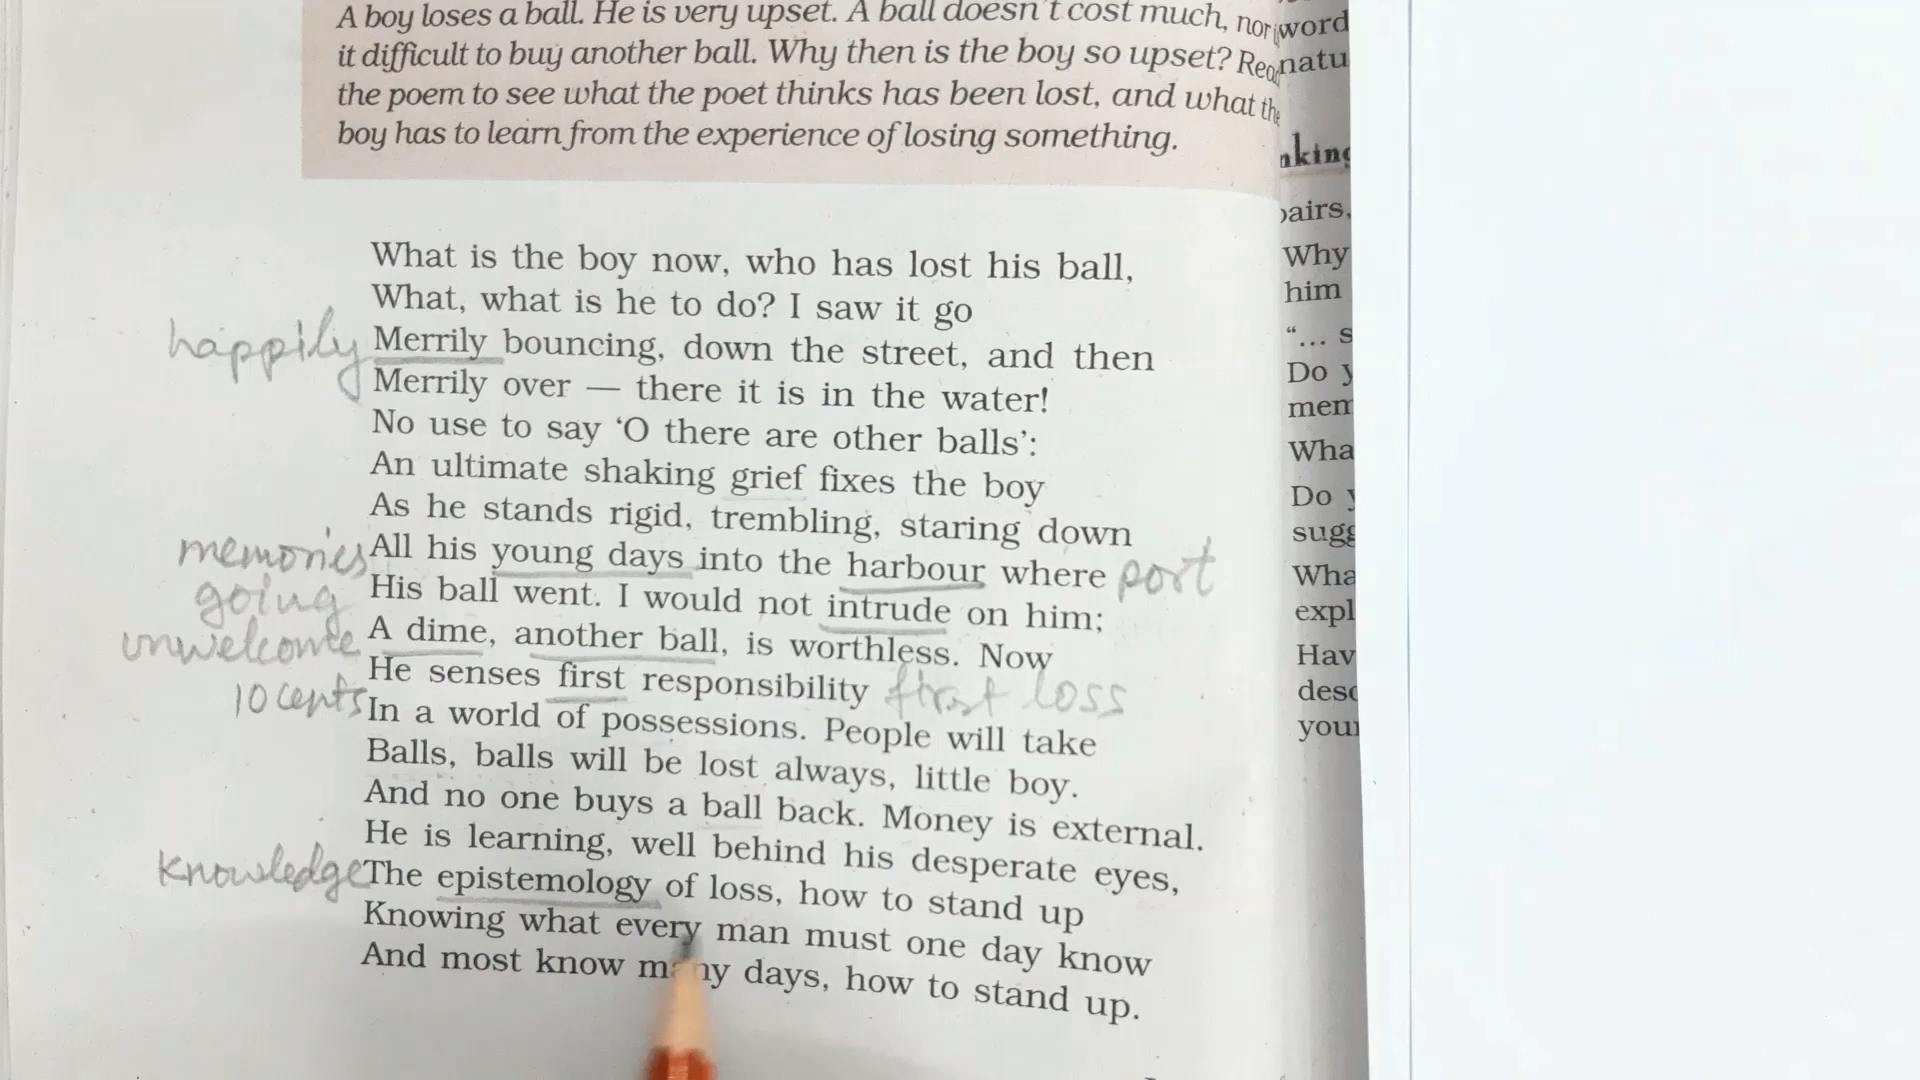 A boy loses a ball. He is very upset. A ball doesn't cost much, nor i
it difficult to buy another ball. Why then is the boy so upset? Read
the poem to see what the poet thinks has been lost, and what the
boy has to learn from the experience of losing something.
What is the boy now, who has lost his ball,
What, what is he to do? I saw it go
happily Merrily bouncing, down the street, and then
Merrily over — there it is in the water!
No use to say ‘O there are other balls’:
An ultimate shaking grief fixes the boy
As he stands rigid, trembling, staring down
memories All his young days into the harbour where port
going His ball went. I would not intrude on him;
unwelcome A dime, another ball, is worthless. Now
He senses first responsibility first loss
10 cents In a world of possessions. People will take
Balls, balls will be lost always, little boy.
And no one buys a ball back. Money is external.
He is learning, well behind his desperate eyes,
Knowledge The epistemology of loss, how to stand up
Knowing what every man must one day know
And most know many days, how to stand up.
word
natu
nking
pairs,
Why
him
“... s
Do y
mem
Wha
Do y
sugg
Wha
expl
Hav
desc
your